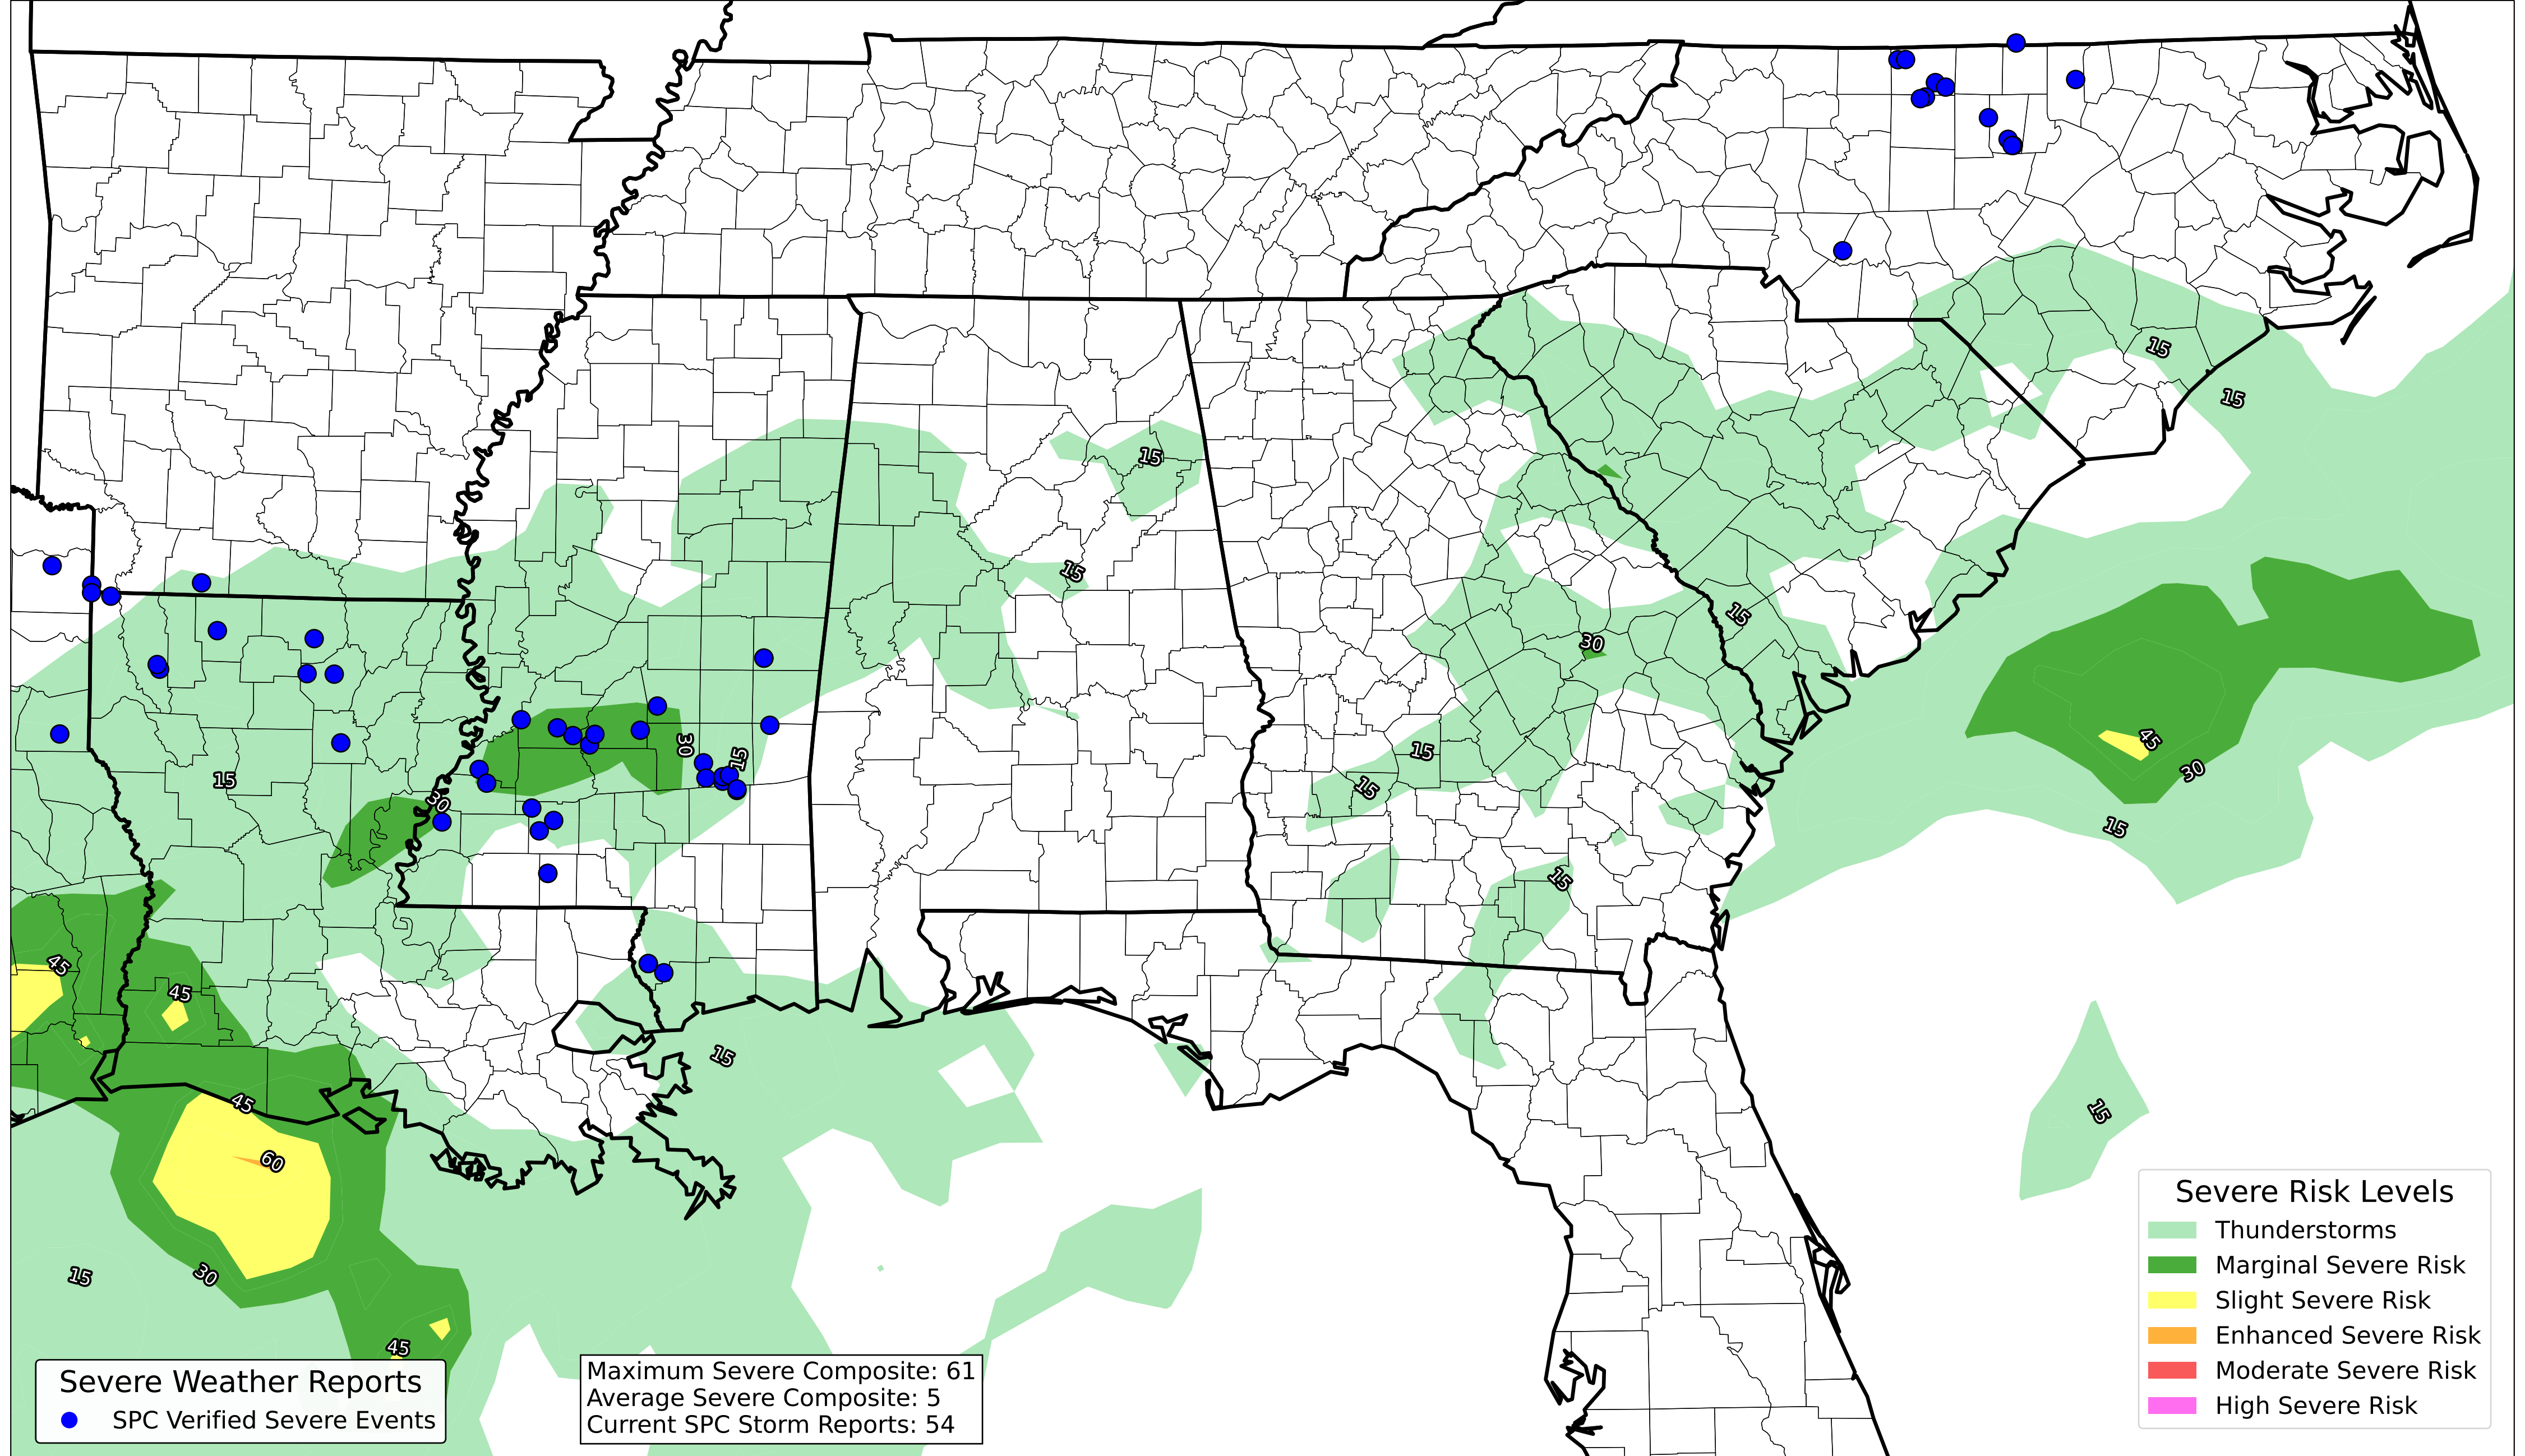 15
15
15
15
30
15
30
15
45
30
15
15
15
30
15
30
15
15
45
45
15
45
15
60
15
30
45
Severe Risk Levels
Thunderstorms
Marginal Severe Risk
Slight Severe Risk
Enhanced Severe Risk
Moderate Severe Risk
High Severe Risk
Severe Weather Reports
SPC Verified Severe Events
Maximum Severe Composite: 61
Average Severe Composite: 5
Current SPC Storm Reports: 54